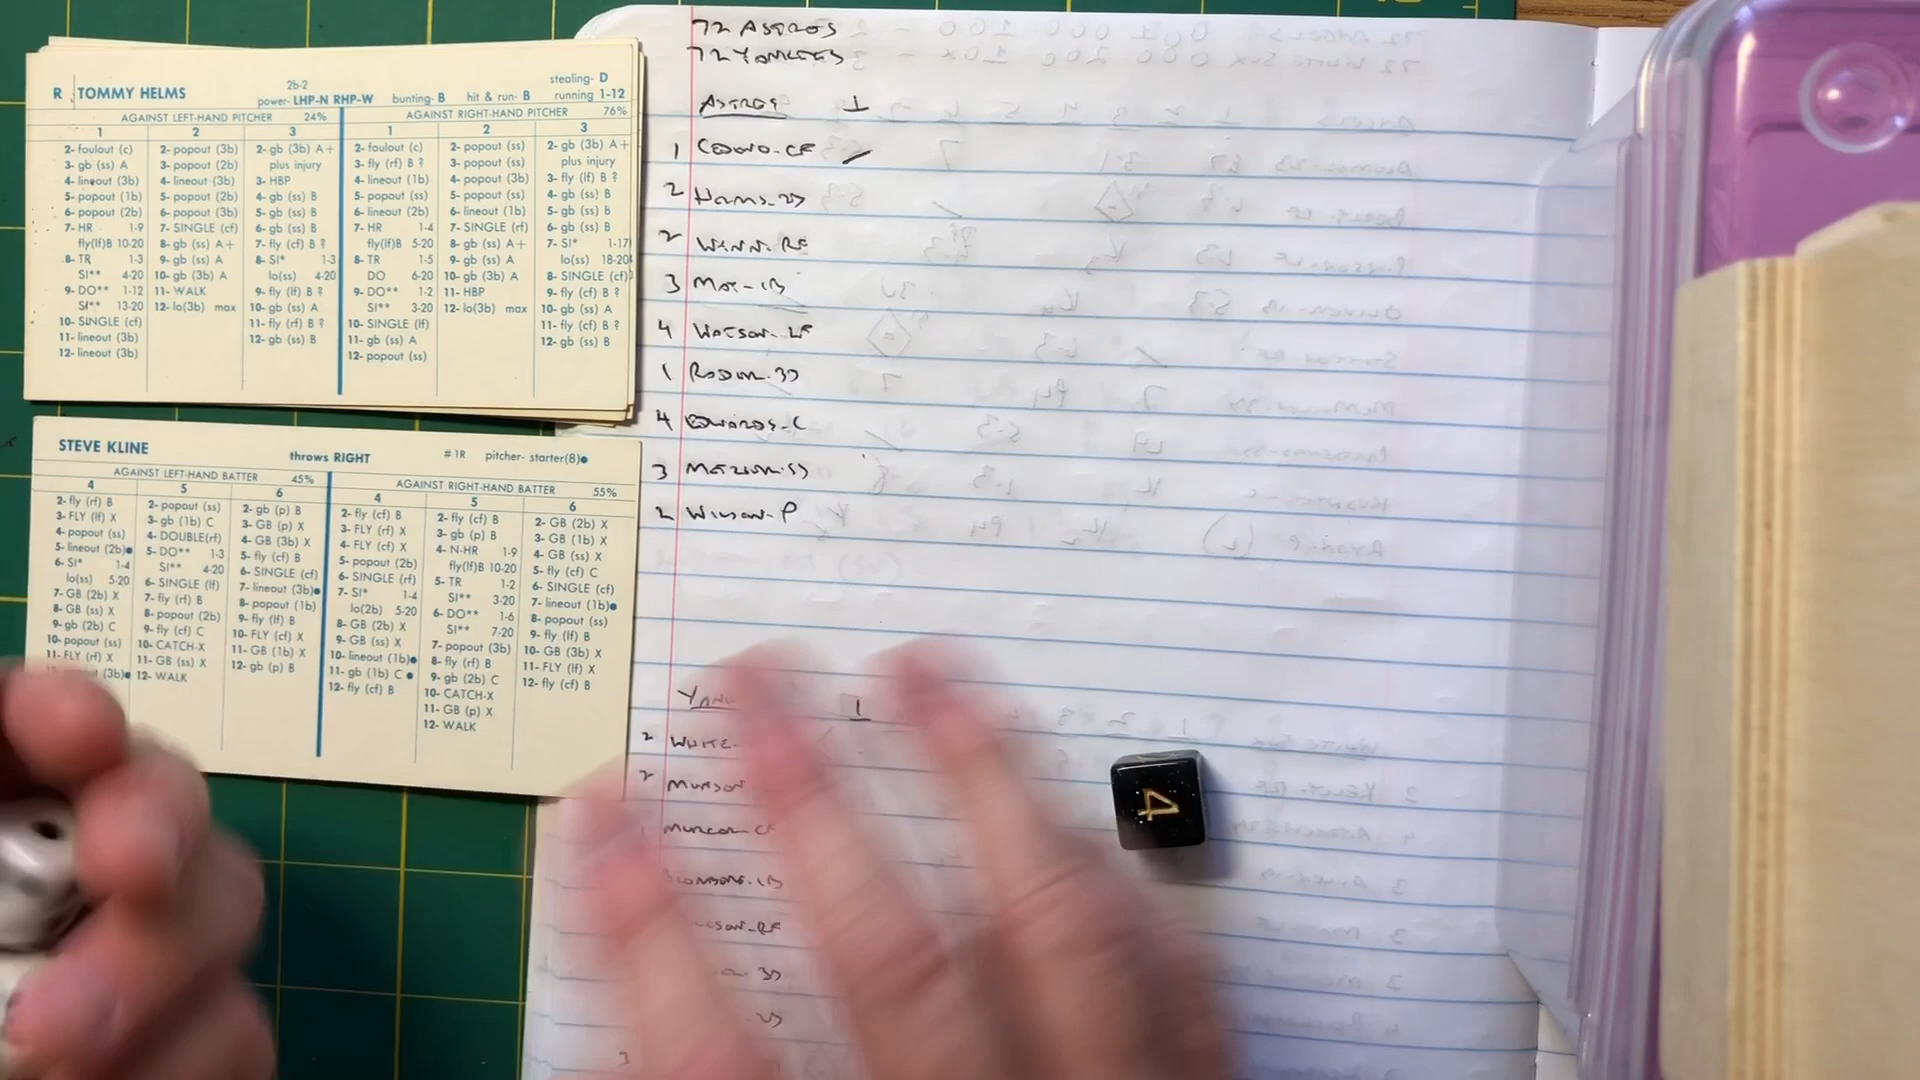 R TOMMY HELMS
2b-2
power- LHP-N RHP-W bunting- B hit & run- B
stealing- D
running 1-12
AGAINST LEFT-HAND PITCHER 24%
1 2 3
2- foulout (c)
3- gb (ss) A
4- lineout (3b)
5- popout (1b)
6- popout (2b)
7- HR 1-9
fly(lf)B 10-20
8- TR 1-3
SI** 4-20
9- DO** 1-12
SI** 13-20
10- SINGLE (cf)
11- lineout (3b)
12- lineout (3b)
2- popout (3b)
3- popout (2b)
4- lineout (3b)
5- popout (2b)
6- popout (3b)
7- SINGLE (cf)
8- gb (ss) A+
9- gb (ss) A
10- gb (3b) A
11- WALK
12- lo(3b) max
2- gb (3b) A+
plus injury
3- HBP
4- gb (ss) B
5- gb (ss) B
6- gb (ss) B
7- fly (cf) B ?
8- SI* 1-3
lo(ss) 4-20
9- fly (lf) B ?
10- gb (ss) A
11- fly (rf) B ?
12- gb (ss) B
AGAINST RIGHT-HAND PITCHER 76%
1 2 3
2- foulout (c)
3- fly (rf) B ?
4- lineout (1b)
5- popout (ss)
6- lineout (2b)
7- HR 1-4
fly(lf)B 5-20
8- TR 1-5
DO 6-20
9- DO** 1-2
SI** 3-20
10- SINGLE (lf)
11- gb (ss) A
12- popout (ss)
2- popout (ss)
3- popout (ss)
4- popout (3b)
5- popout (ss)
6- lineout (1b)
7- SINGLE (rf)
8- gb (ss) A+
9- gb (ss) A
10- gb (3b) A
11- HBP
12- lo(3b) max
2- gb (3b) A+
plus injury
3- fly (lf) B ?
4- gb (ss) B
5- gb (ss) b
6- gb (ss) B
7- SI* 1-17
lo(ss) 18-20
8- SINGLE (cf)
9- fly (cf) B ?
10- gb (ss) A
11- fly (cf) B ?
12- gb (ss) B
STEVE KLINE
throws RIGHT
#1R pitcher- starter(8)●
AGAINST LEFT-HAND BATTER 45%
4 5 6
2- fly (rf) B
3- FLY (lf) X
4- popout (ss)
5- lineout (2b)●
6- SI* 1-4
lo(ss) 5-20
7- GB (2b) X
8- GB (ss) X
9- gb (2b) C
10- popout (ss)
11- FLY (rf) X
(3b)●
2- popout (ss)
3- gb (1b) C
4- DOUBLE(rf)
5- DO** 1-3
SI** 4-20
6- SINGLE (lf)
7- fly (rf) B
8- popout (2b)
9- fly (cf) C
10- CATCH-X
11- GB (ss) X
12- WALK
2- gb (p) B
3- GB (p) X
4- GB (3b) X
5- fly (cf) B
6- SINGLE (cf)
7- lineout (3b)●
8- popout (1b)
9- fly (lf) B
10- FLY (cf) X
11- GB (1b) X
12- gb (p) B
AGAINST RIGHT-HAND BATTER 55%
4 5 6
2- fly (cf) B
3- FLY (rf) X
4- FLY (cf) X
5- popout (2b)
6- SINGLE (rf)
7- SI* 1-4
lo(2b) 5-20
8- GB (2b) X
9- GB (ss) X
10- lineout (1b)●
11- gb (1b) C ●
12- fly (cf) B
2- fly (cf) B
3- gb (p) B
4- N-HR 1-9
fly(lf)B 10-20
5- TR 1-2
SI** 3-20
6- DO** 1-6
SI** 7-20
7- popout (3b)
8- fly (rf) B
9- gb (2b) C
10- CATCH-X
11- GB (p) X
12- WALK
2- GB (2b) X
3- GB (1b) X
4- GB (ss) X
5- fly (cf) C
6- SINGLE (cf)
7- lineout (1b)●
8- popout (ss)
9- fly (lf) B
10- GB (3b) X
11- FLY (lf) X
12- fly (cf) B
72 ASTROS
72 YANKEES
ASTROS 1
1 CEDENO-CF
2 HELMS-2B
2 WYNN-RF
3 MAY-1B
4 WATSON-LF
1 RADER-3B
4 EDWARDS-C
3 METZGER-SS
2 WILSON-P
1
2 WHITE-
2 MUNSON
MURCER-CF
BLOMBERG-1B
-RF
3B
2B
3
4